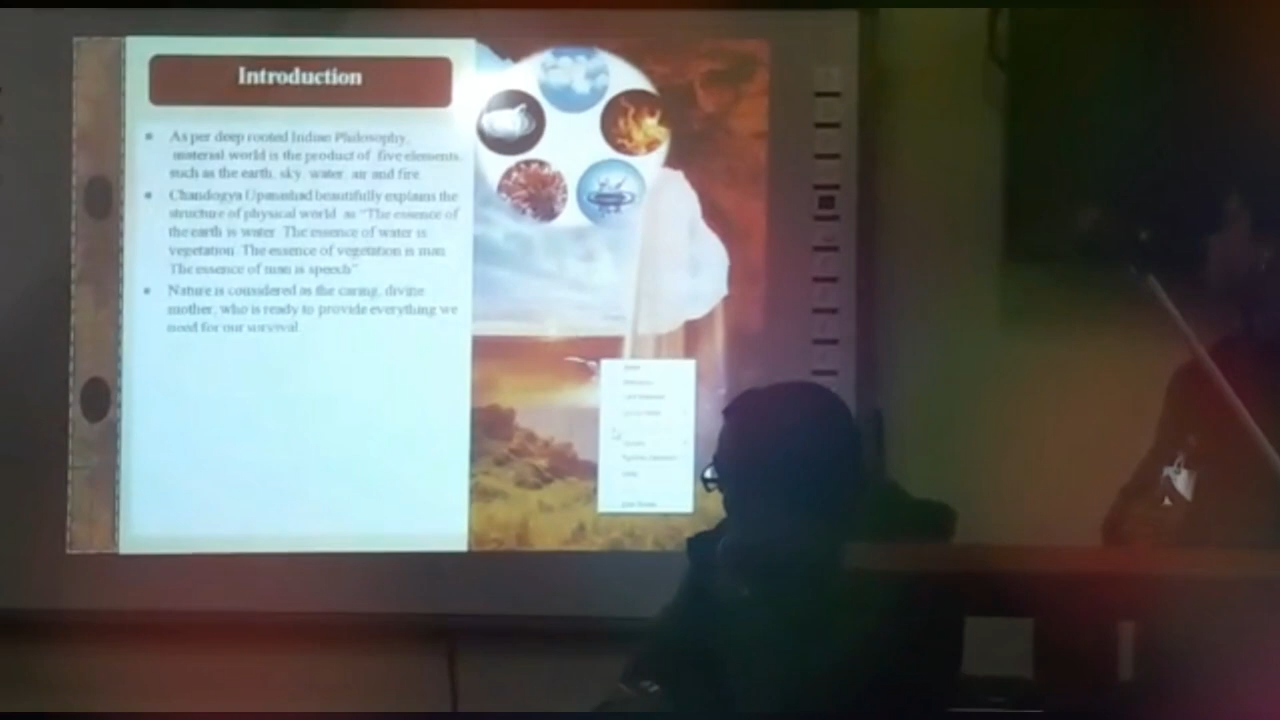 Introduction
As per deep rooted Indian Philosophy,
material world is the product of five elements,
such as the earth, sky, water, air and fire.
Chandogya Upanishad beautifully explains the
structure of physical world as "The essence of
the earth is water. The essence of water is
vegetation. The essence of vegetation is man.
The essence of man is speech"
Nature is considered as the caring, divine
mother, who is ready to provide everything we
need for our survival.